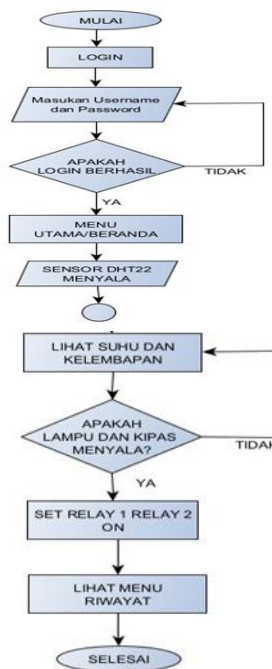 MULAI
LOGIN
Masukan Username
dan Password
APAKAH
LOGIN BERHASIL
TIDAK
YA
MENU
UTAMA/BERANDA
SENSOR DHT22
MENYALA
LIHAT SUHU DAN
KELEMBAPAN
APAKAH
LAMPU DAN KIPAS
MENYALA?
TIDAK
YA
SET RELAY 1 RELAY 2
ON
LIHAT MENU
RIWAYAT
SELESAI